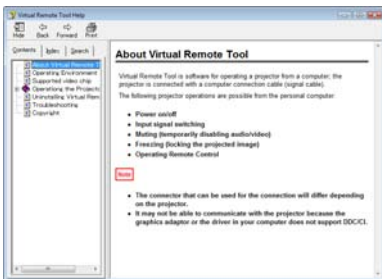 Virtual Remote Tool Help
Hide Back Forward Print
Contents Index Search
About Virtual Remote T
Operating Environment
Supported video chip
Operationg the Projecto
Uninstalling Virtual Remo
Troubleshooting
Copyright
About Virtual Remote Tool
Virtual Remote Tool is software for operating a projector from a computer; the
projector is connected with a computer connection cable (signal cable).
The following projector operations are possible from the personal computer.
• Power on/off
• Input signal switching
• Muting (temporarily disabling audio/video)
• Freezing (locking the projected image)
• Operating Remote Control
Note
• The connector that can be used for the connection will differ depending
on the projector.
• It may not be able to communicate with the projector because the
graphics adaptor or the driver in your computer does not support DDC/CI.